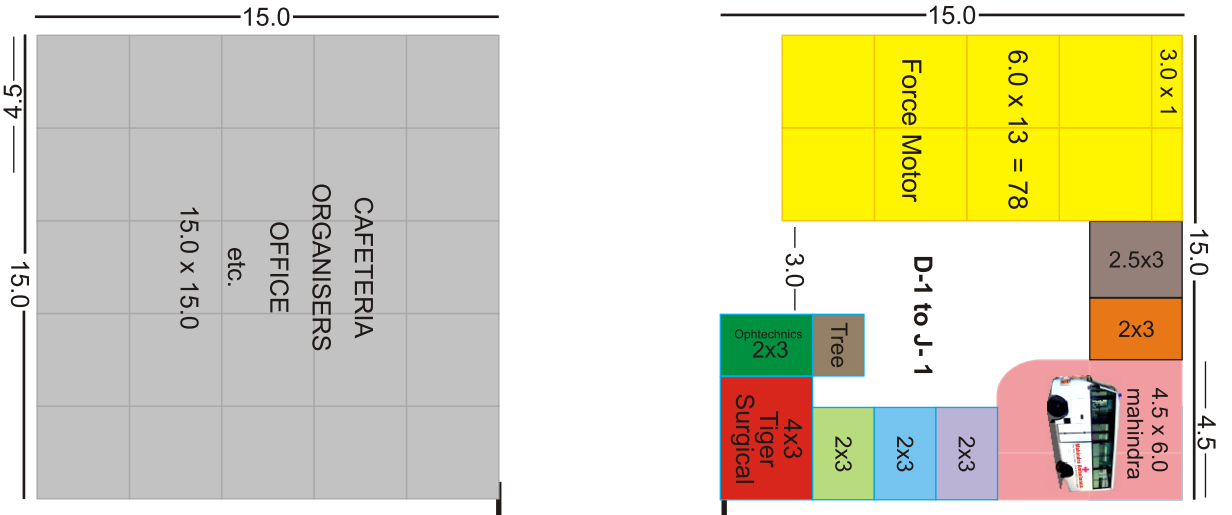 15.0
4.5
15.0
CAFETERIA
ORGANISERS
OFFICE
etc.
15.0 x 15.0
15.0
3.0 x 1
6.0 x 13 = 78
Force Motor
15.0
2.5x3
2x3
3.0
D-1 to J- 1
Ophtechnics
2x3
Tree
4x3
Tiger
Surgical
2x3
2x3
2x3
4.5 x 6.0
mahindra
4.5